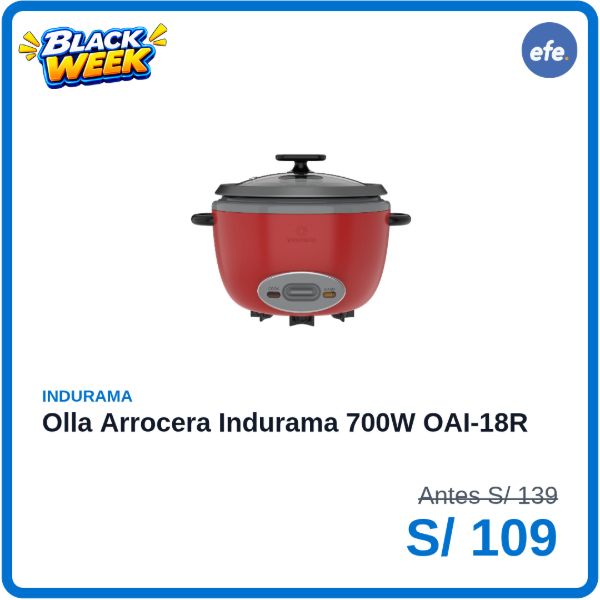 BLACK
WEEK
efe.
INDURAMA
Olla Arrocera Indurama 700W OAI-18R
Antes S/ 139
S/ 109